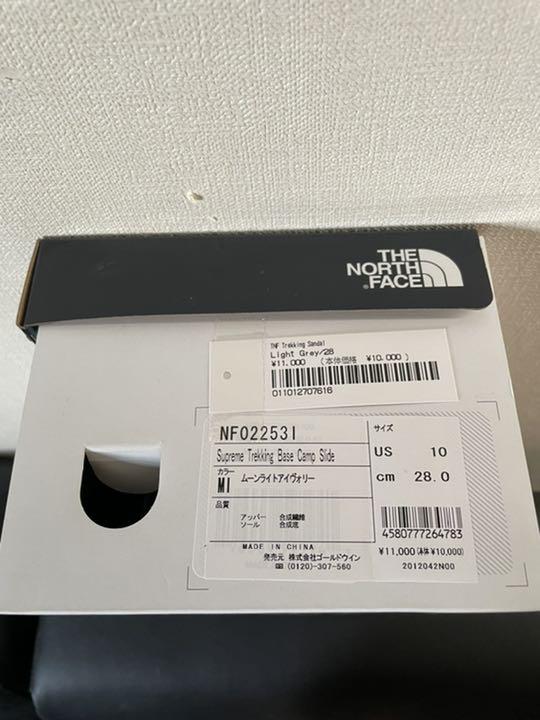 THE
NORTH
FACE
TNF Trekking Sandal
Light Grey/28
¥11,000 (本体価格 ¥10,000)
011012707616
NF02253I
Supreme Trekking Base Camp Side
カラー
MI ムーンライトアイヴォリー
品質
アッパー 合成繊維
ソール 合成底
MADE IN CHINA
発売元 株式会社ゴールドウイン
☎ (0120)-307-560
サイズ
US 10
cm 28.0
4580777264783
¥11,000 (本体¥10,000)
2012042N00